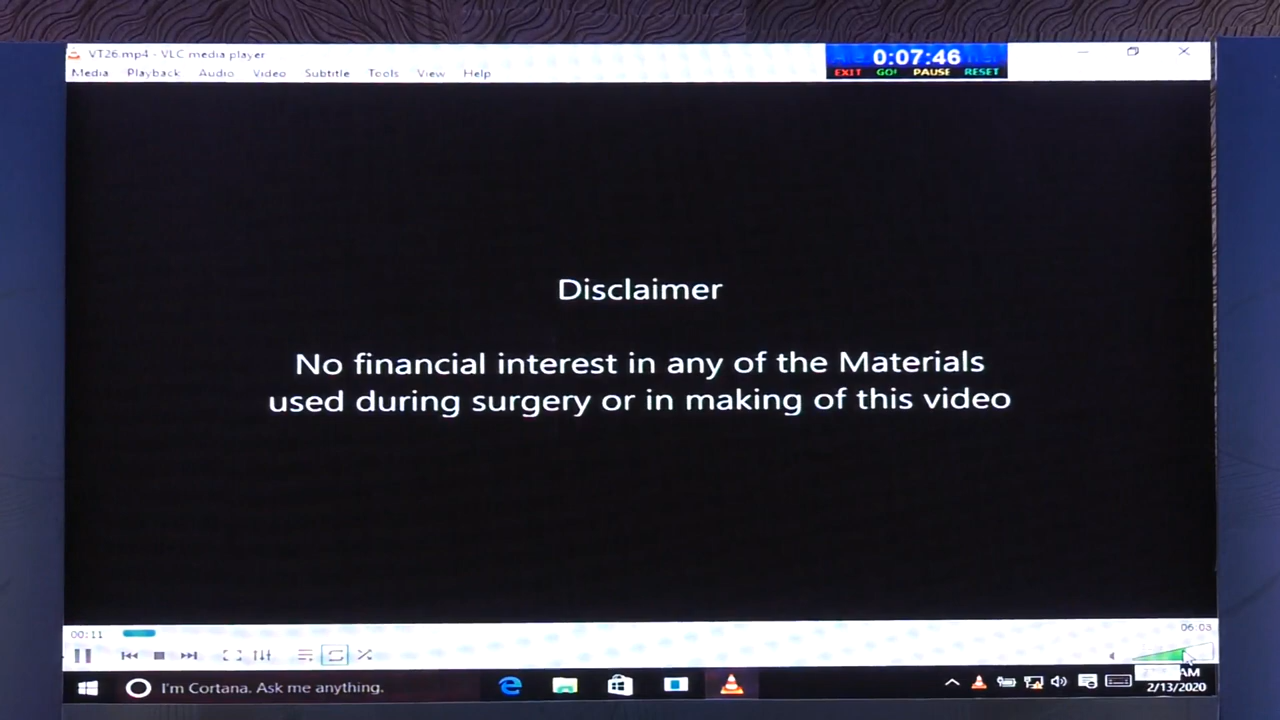 VT26.mp4 - VLC media player
0:07:46
EXIT GO! PAUSE RESET
Media Playback Audio Video Subtitle Tools View Help
Disclaimer
No financial interest in any of the Materials
used during surgery or in making of this video
00:11
06:03
I'm Cortana. Ask me anything.
AM
2/13/2020